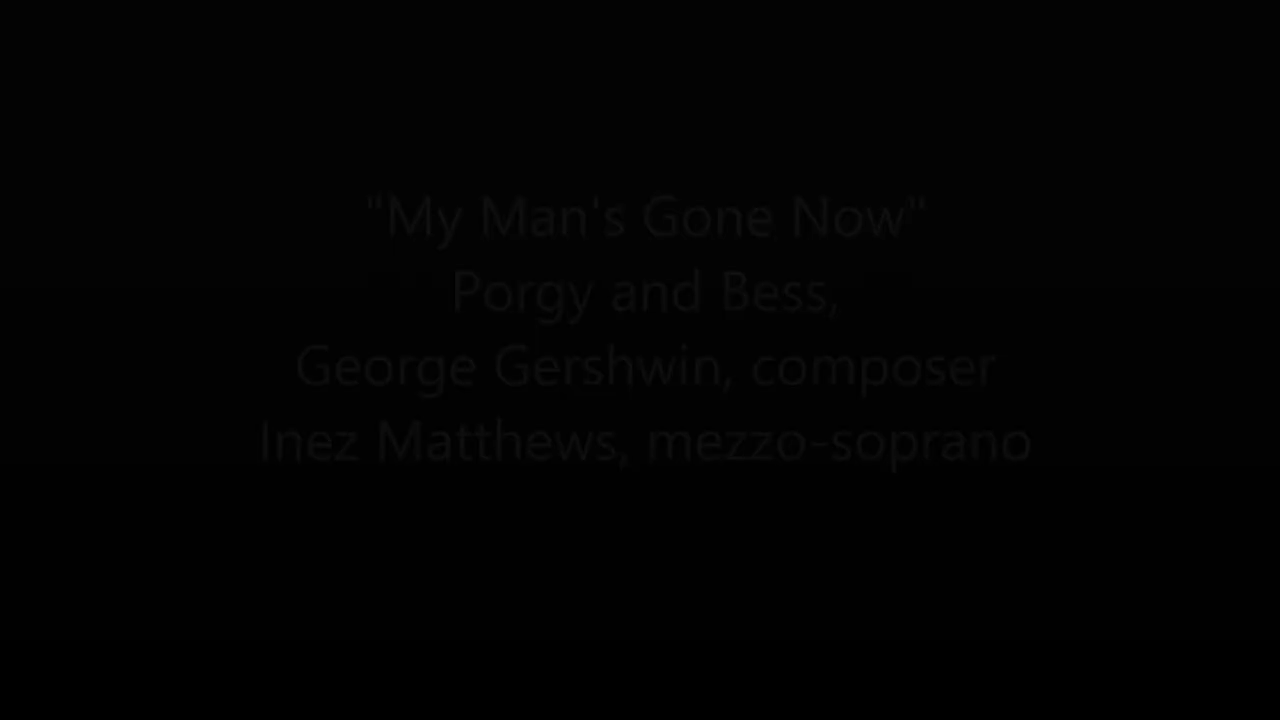 "My Man's Gone Now"
Porgy and Bess,
George Gershwin, composer
Inez Matthews, mezzo-soprano